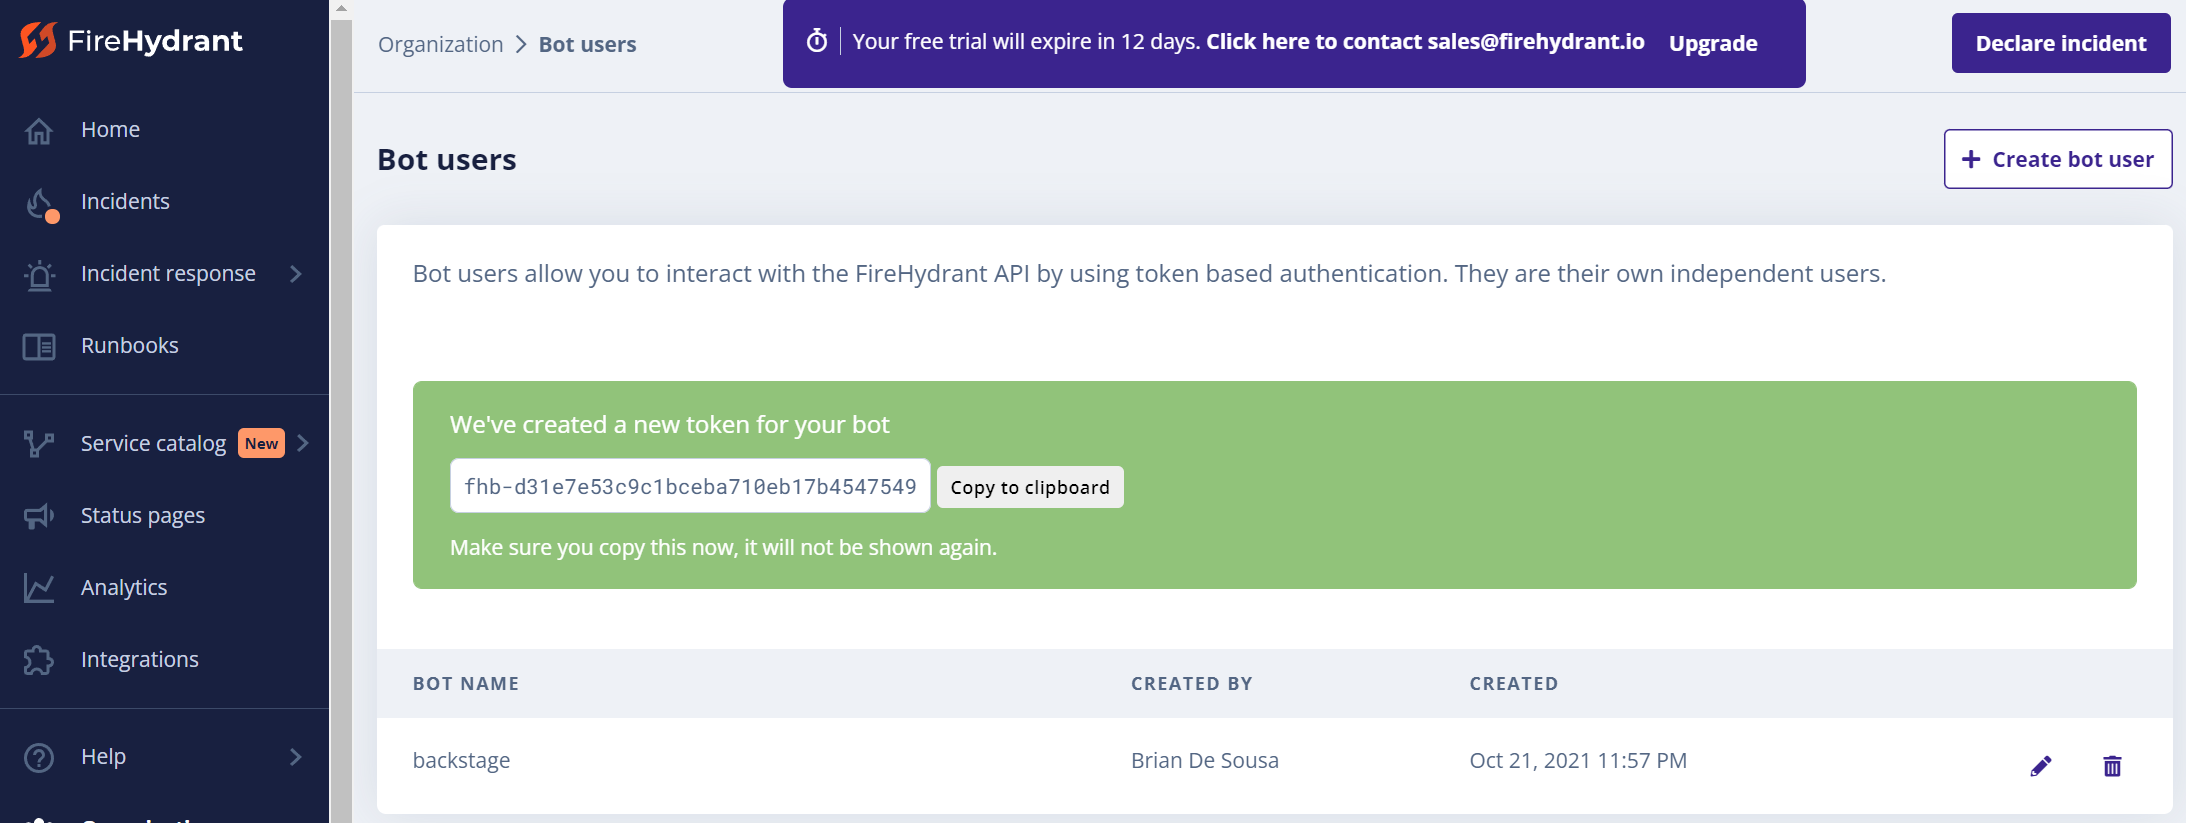 FireHydrant
Home
Incidents
Incident response
Runbooks
Service catalog New
Status pages
Analytics
Integrations
Help
Organization > Bot users
Your free trial will expire in 12 days. Click here to contact sales@firehydrant.io Upgrade
Declare incident
Bot users
+ Create bot user
Bot users allow you to interact with the FireHydrant API by using token based authentication. They are their own independent users.
We've created a new token for your bot
fhb-d31e7e53c9c1bceba710eb17b4547549
Copy to clipboard
Make sure you copy this now, it will not be shown again.
BOT NAME CREATED BY CREATED
backstage Brian De Sousa Oct 21, 2021 11:57 PM